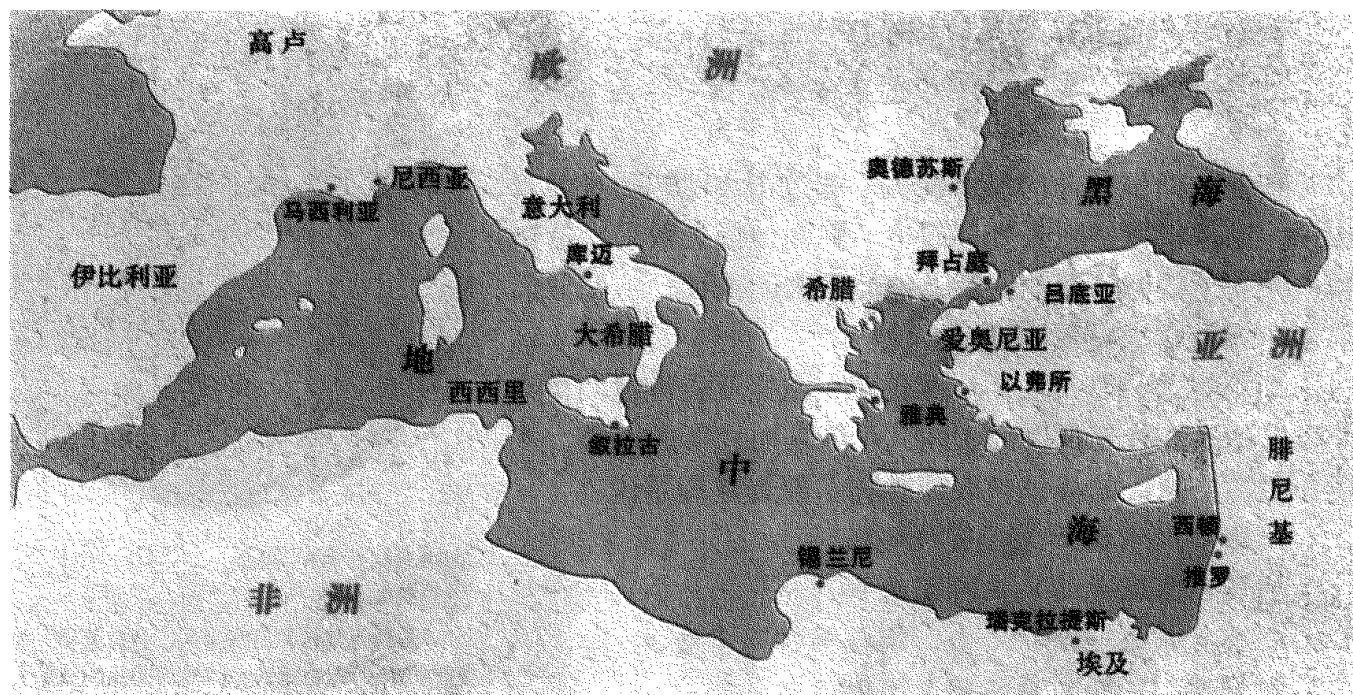 高卢
欧洲
奥德苏斯
黑海
尼西亚
马西利亚
意大利
库迈
拜占庭
吕底亚
伊比利亚
希腊
大希腊
爱奥尼亚
亚洲
地中海
西西里
以弗所
雅典
叙拉古
腓尼基
西顿
推罗
锡兰尼
非洲
瑙克拉提斯
埃及